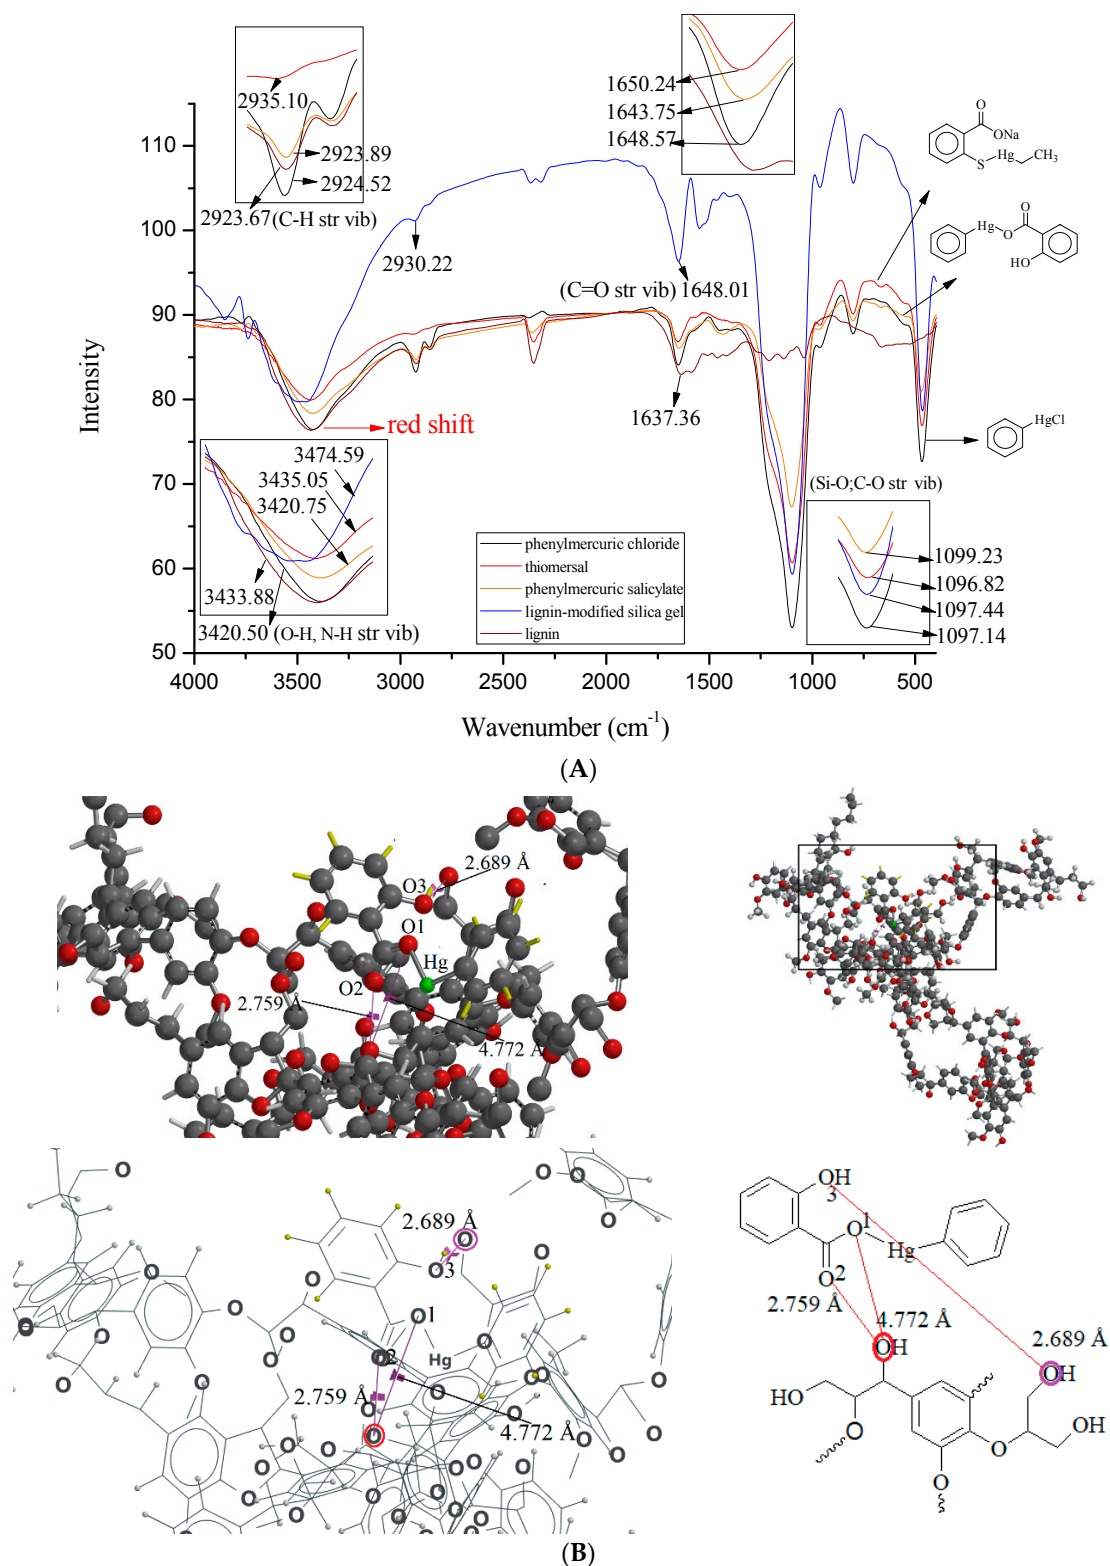 2935.10
2923.89
2924.52
2923.67 (C-H str vib)
1650.24
1643.75
1648.57
O
ONa
S
Hg
CH3
Hg
O
O
HO
HgCl
110
100
90
80
70
60
50
Intensity
2930.22
(C=O str vib) 1648.01
1637.36
red shift
3474.59
3435.05
3420.75
3433.88
3420.50 (O-H, N-H str vib)
(Si-O;C-O str vib)
1099.23
1096.82
1097.44
1097.14
phenylmercuric chloride
thiomersal
phenylmercuric salicylate
lignin-modified silica gel
lignin
4000 3500 3000 2500 2000 1500 1000 500
Wavenumber (cm-1)
(A)
2.689 Å
O3
O1
Hg
O2
2.759 Å
4.772 Å
2.689 Å
O3
O1
O2
Hg
2.759 Å
4.772 Å
OH
3
O1
Hg
O2
2.759 Å
4.772 Å
2.689 Å
OH
OH
HO
O
O
OH
O
(B)